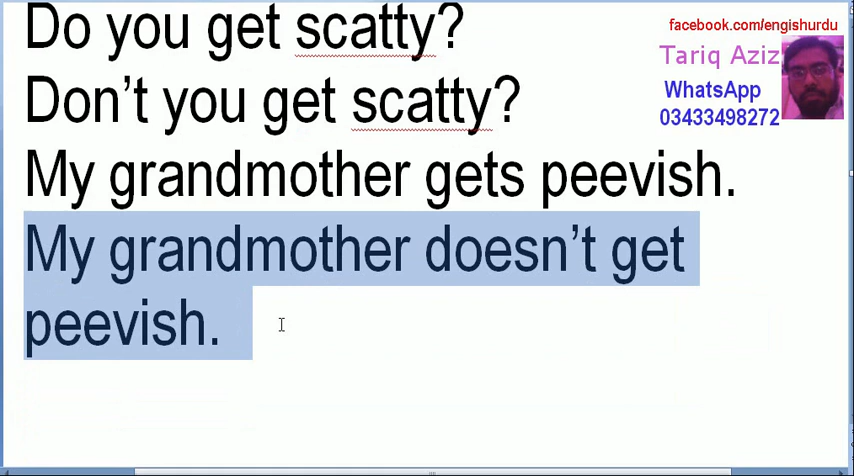 Do you get scatty?
Don’t you get scatty?
My grandmother gets peevish.
My grandmother doesn’t get
peevish.
facebook.com/engishurdu
Tariq Aziz
WhatsApp
03433498272